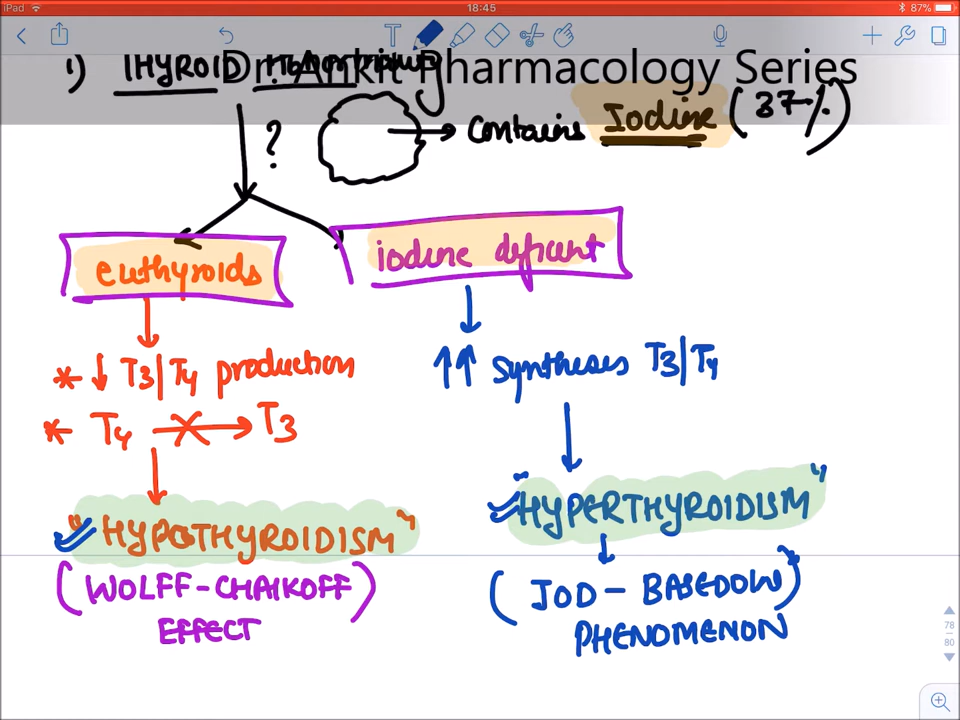 iPad 18:45 87%
Dr. Ankit Pharmacology Series
1) THYROID
?
Contains Iodine (37%)
euthyroids
iodine deficient
* ↓ T3/T4 production
↑↑ Syntheses T3/T4
* T4 → T3
"HYPOTHYROIDISM"
"HYPERTHYROIDISM"
(WOLFF-CHAIKOFF
EFFECT
(JOD-BASEDOW)
PHENOMENON
78
80